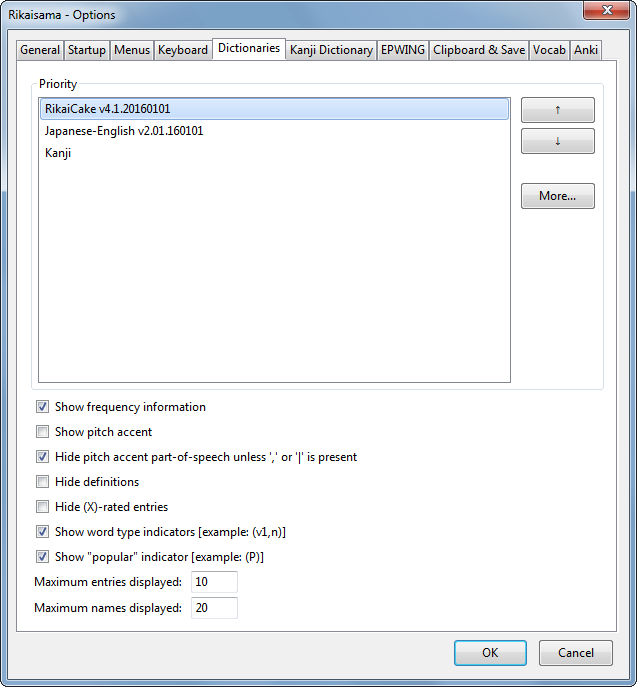 Rikaisama - Options
General Startup Menus Keyboard Dictionaries Kanji Dictionary EPWING Clipboard & Save Vocab Anki
Priority
RikaiCake v4.1.20160101
↑
Japanese-English v2.01.160101
↓
Kanji
More...
Show frequency information
Show pitch accent
Hide pitch accent part-of-speech unless ',' or '|' is present
Hide definitions
Hide (X)-rated entries
Show word type indicators [example: (v1,n)]
Show "popular" indicator [example: (P)]
Maximum entries displayed: 10
Maximum names displayed: 20
OK Cancel